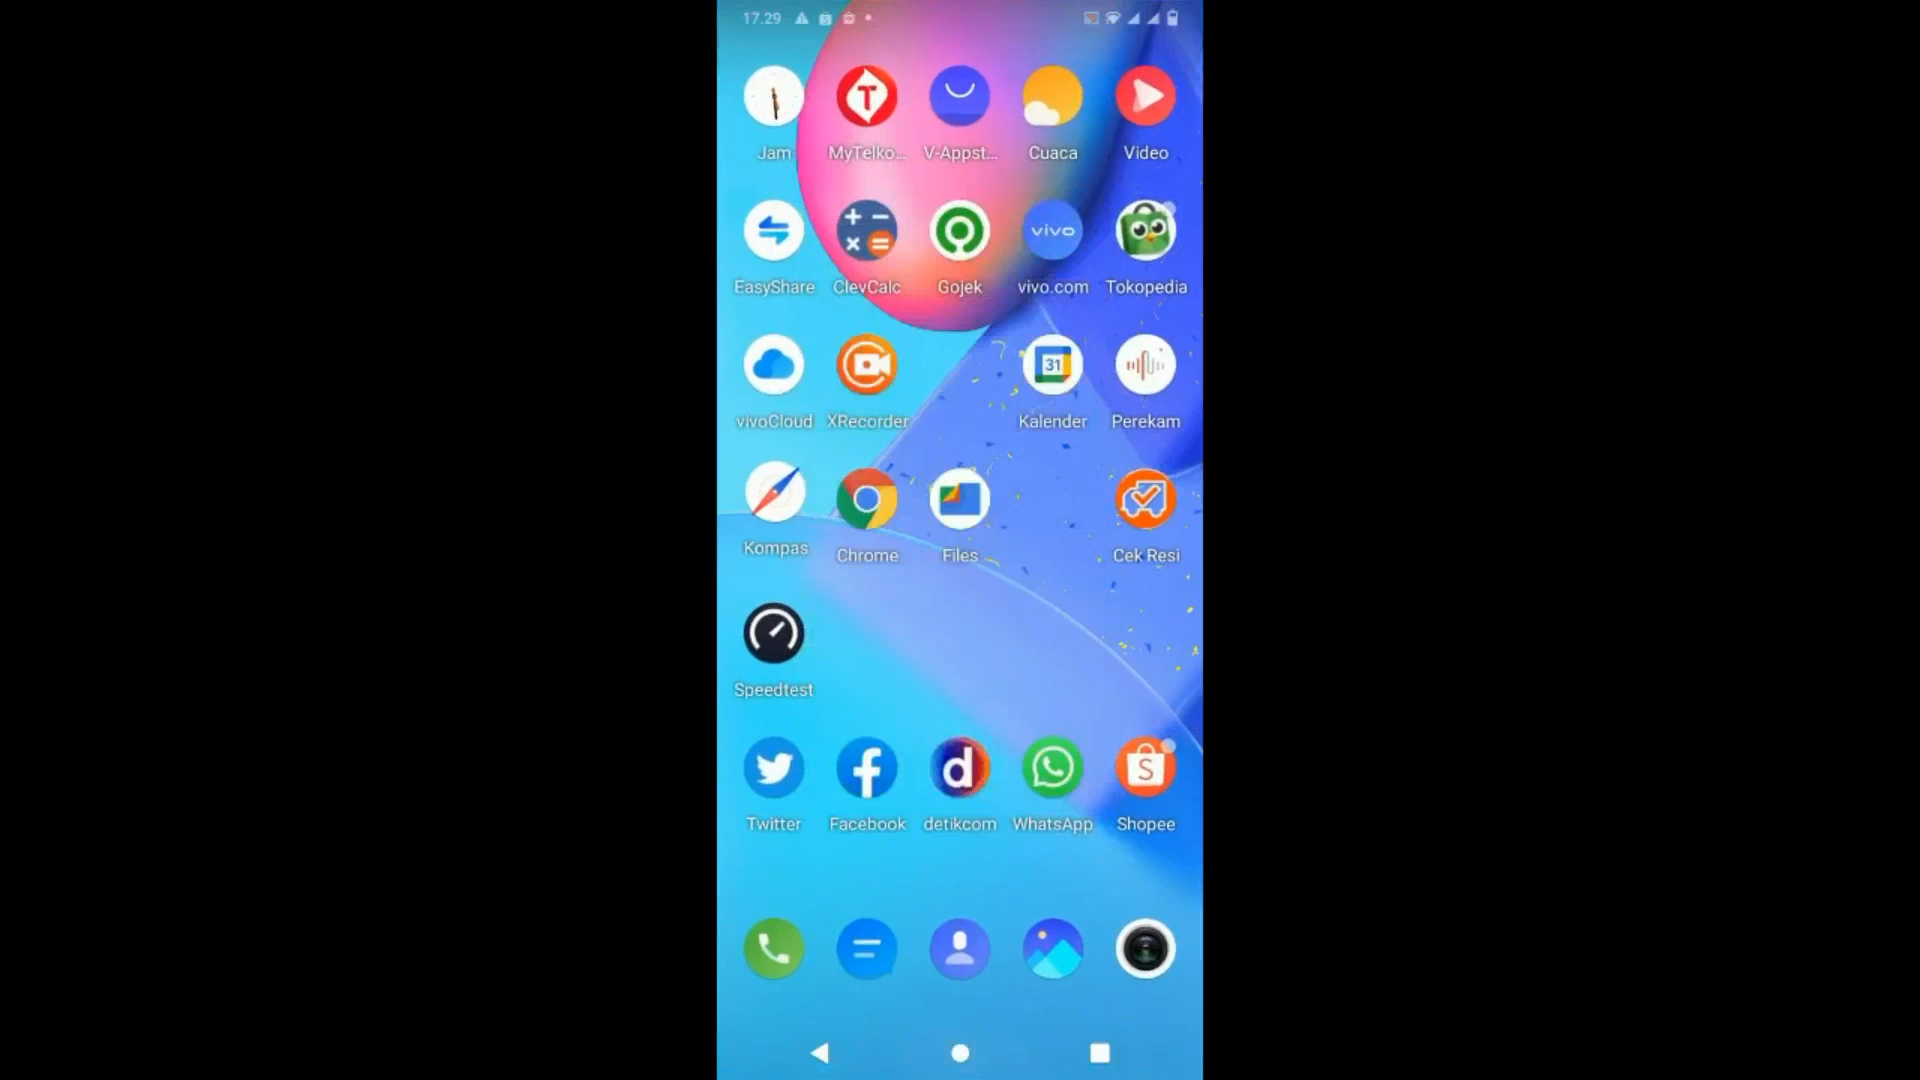 17.29
Jam MyTelko... V-Appst... Cuaca Video
vivo
EasyShare ClevCalc Gojek vivo.com Tokopedia
31
vivoCloud XRecorder Kalender Perekam
Kompas Chrome Files Cek Resi
Speedtest
Twitter Facebook detikcom WhatsApp Shopee